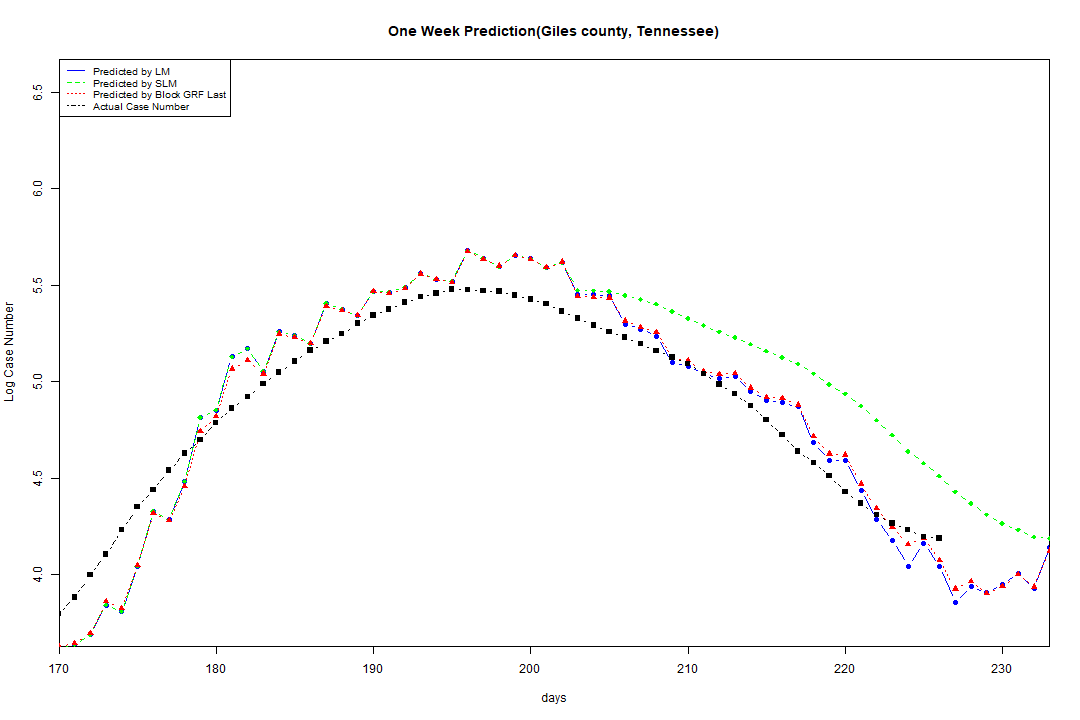 One Week Prediction(Giles county, Tennessee)
Predicted by LM
Predicted by SLM
Predicted by Block GRF Last
Actual Case Number
6.5
6.0
5.5
5.0
4.5
4.0
Log Case Number
170 180 190 200 210 220 230
days